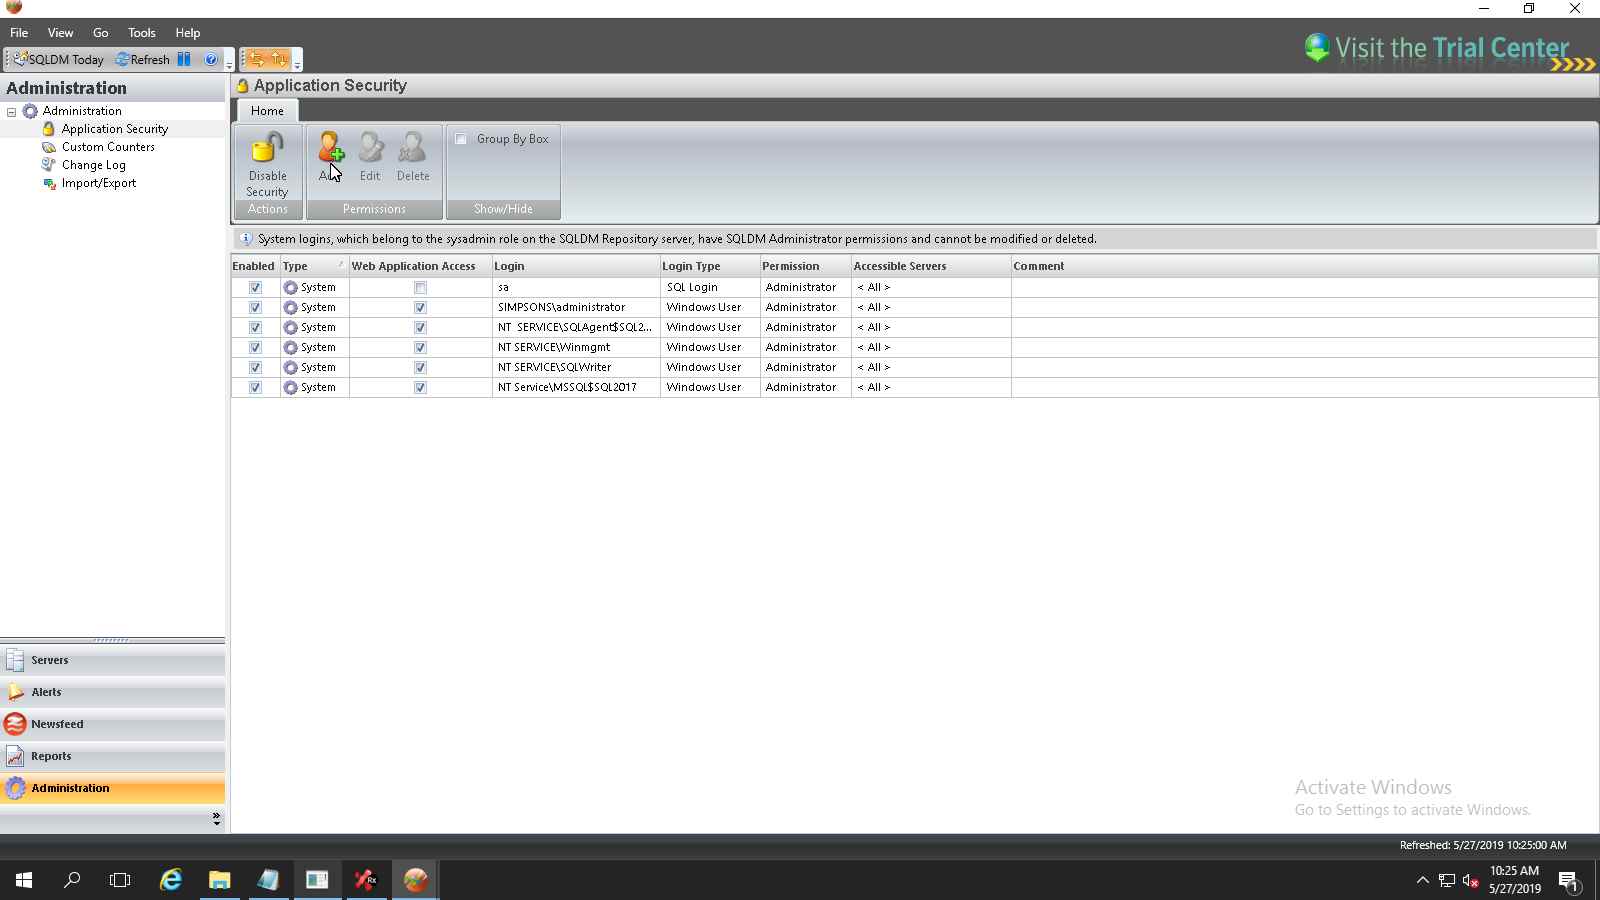 File View Go Tools Help
SQLDM Today Refresh
Visit the Trial Center
Administration
Administration
Application Security
Custom Counters
Change Log
Import/Export
Application Security
Home
Disable Security
Actions
Edit Delete
Permissions
Group By Box
Show/Hide
System logins, which belong to the sysadmin role on the SQLDM Repository server, have SQLDM Administrator permissions and cannot be modified or deleted.
Enabled Type Web Application Access Login Login Type Permission Accessible Servers Comment
System sa SQL Login Administrator < All >
System SIMPSONS\administrator Windows User Administrator < All >
System NT SERVICE\SQLAgent$SQL2... Windows User Administrator < All >
System NT SERVICE\Winmgmt Windows User Administrator < All >
System NT SERVICE\SQLWriter Windows User Administrator < All >
System NT Service\MSSQL$SQL2017 Windows User Administrator < All >
Servers
Alerts
Newsfeed
Reports
Administration
Activate Windows
Go to Settings to activate Windows.
Refreshed: 5/27/2019 10:25:00 AM
Rx
10:25 AM
5/27/2019
1